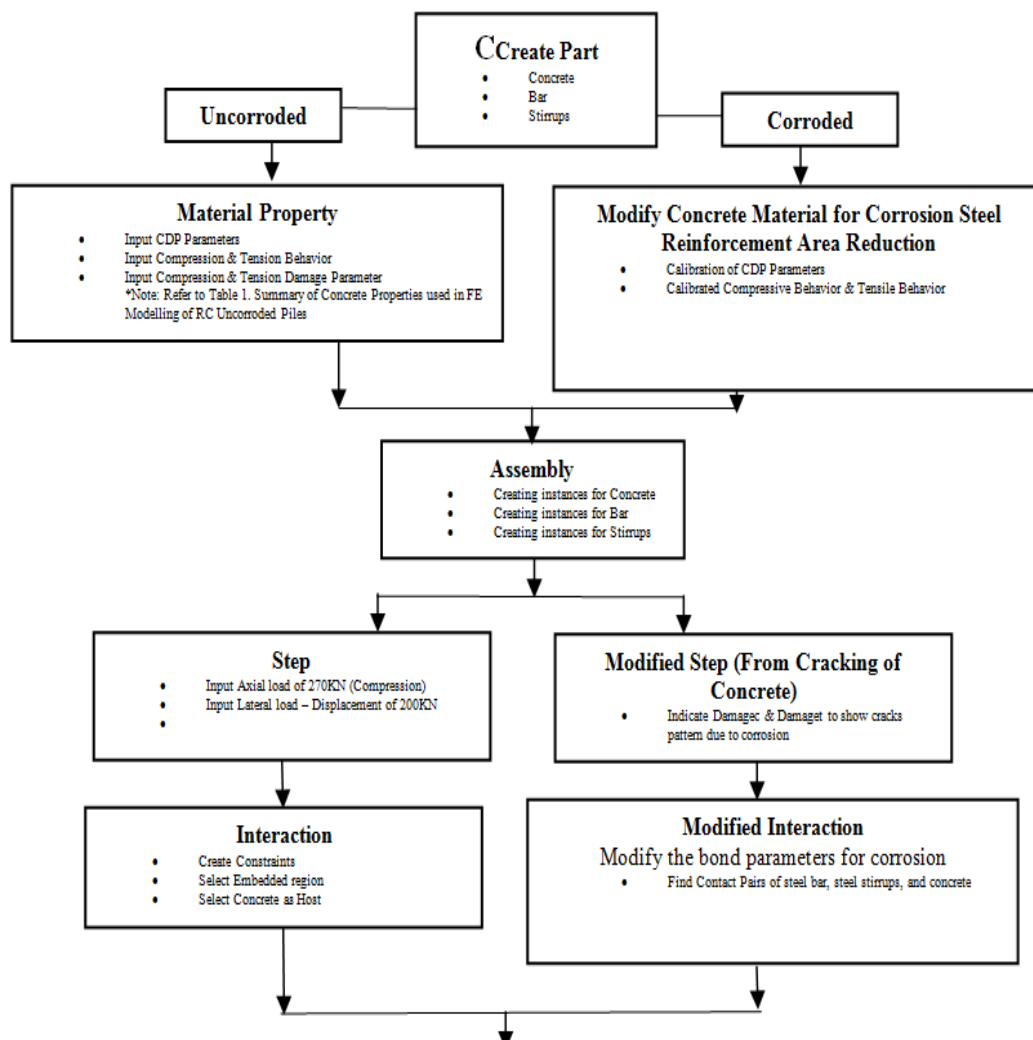 CCreate Part
• Concrete
• Bar
• Stirrups
Uncorroded
Corroded
Material Property
• Input CDP Parameters
• Input Compression & Tension Behavior
• Input Compression & Tension Damage Parameter
*Note: Refer to Table 1. Summary of Concrete Properties used in FE
Modelling of RC Uncorroded Piles
Modify Concrete Material for Corrosion Steel
Reinforcement Area Reduction
• Calibration of CDP Parameters
• Calibrated Compressive Behavior & Tensile Behavior
Assembly
• Creating instances for Concrete
• Creating instances for Bar
• Creating instances for Stirrups
Step
• Input Axial load of 270KN (Compression)
• Input Lateral load – Displacement of 200KN
•
Modified Step (From Cracking of
Concrete)
• Indicate Damagec & Damaget to show cracks
pattern due to corrosion
Interaction
• Create Constraints
• Select Embedded region
• Select Concrete as Host
Modified Interaction
Modify the bond parameters for corrosion
• Find Contact Pairs of steel bar, steel stirrups, and concrete